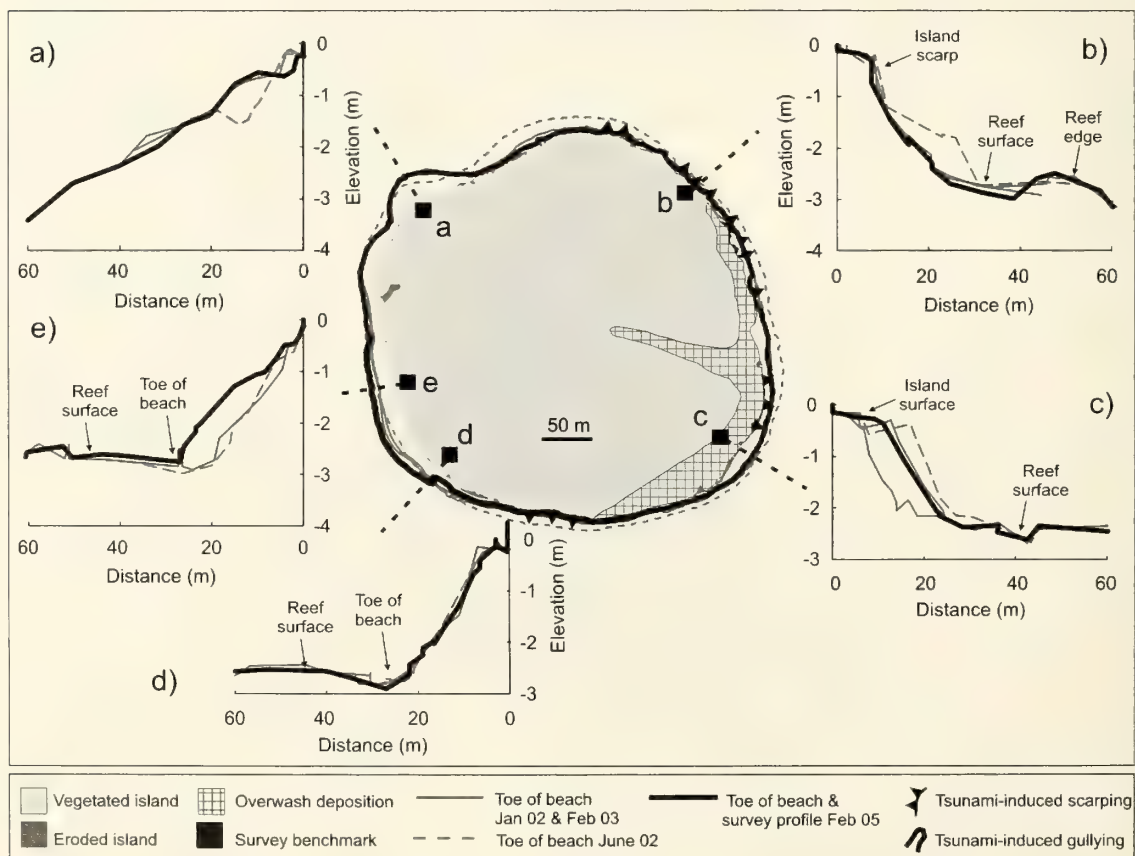 a)
0
-1
-2
-3
-4
Elevation (m)
60
40
20
0
Distance (m)
b)
Island
scarp
Reef
surface
Reef
edge
0
-1
-2
-3
-4
0
20
40
60
Distance (m)
e)
0
-1
-2
-3
-4
Reef
surface
Toe of
beach
60
40
20
0
Distance (m)
a
b
e
d
c
50 m
c)
Island
surface
Reef
surface
0
-1
-2
-3
0
20
40
60
Distance (m)
d)
Reef
surface
Toe of
beach
0
-1
-2
-3
Elevation (m)
60
40
20
0
Distance (m)
Vegetated island
Eroded island
Overwash deposition
Survey benchmark
Toe of beach
Jan 02 & Feb 03
Toe of beach June 02
Toe of beach &
survey profile Feb 05
Tsunami-induced scarping
Tsunami-induced gullying